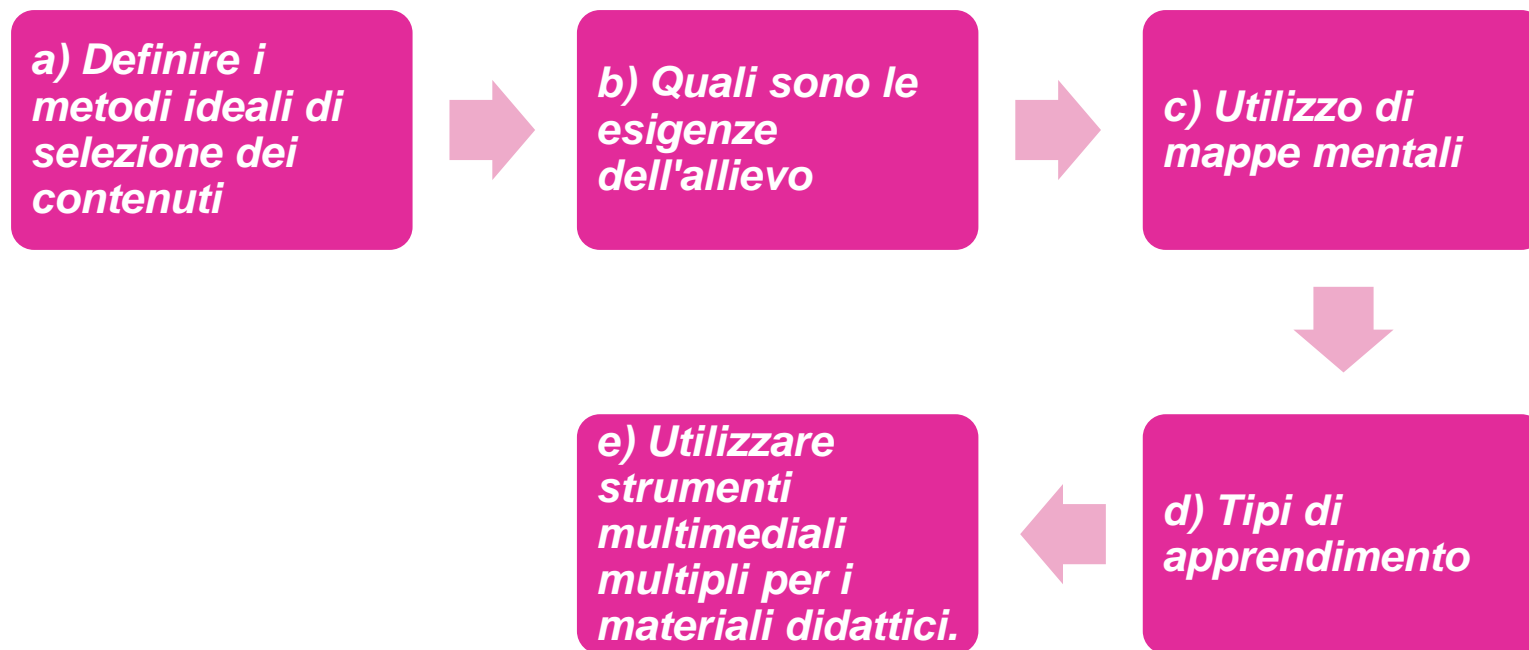 a) Definire i
metodi ideali di
selezione dei
contenuti
b) Quali sono le
esigenze
dell'allievo
c) Utilizzo di
mappe mentali
d) Tipi di
apprendimento
e) Utilizzare
strumenti
multimediali
multipli per i
materiali didattici.